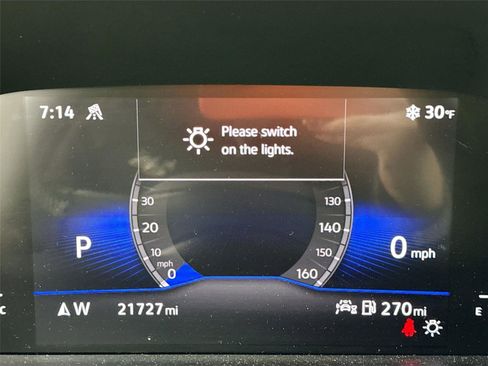 7:14
30°F
Please switch
on the lights.
30
130
20
140
P
0 mph
10
150
mph
0
160
W
21727 mi
270 mi
C
E